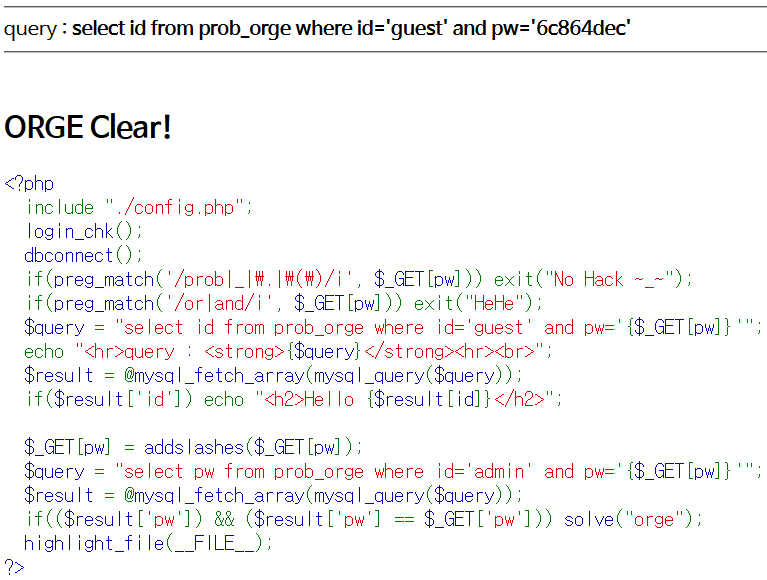 query : select id from prob_orge where id='guest' and pw='6c864dec'
ORGE Clear!
<?php
  include "./config.php";
  login_chk();
  dbconnect();
  if(preg_match('/prob|_|₩.|₩(₩)/i', $_GET[pw])) exit("No Hack ~_~");
  if(preg_match('/or|and/i', $_GET[pw])) exit("HeHe");
  $query = "select id from prob_orge where id='guest' and pw='{$_GET[pw]}'";
  echo "<hr>query : <strong>{$query}</strong><hr><br>";
  $result = @mysql_fetch_array(mysql_query($query));
  if($result['id']) echo "<h2>Hello {$result[id]}</h2>";
  $_GET[pw] = addslashes($_GET[pw]);
  $query = "select pw from prob_orge where id='admin' and pw='{$_GET[pw]}'";
  $result = @mysql_fetch_array(mysql_query($query));
  if(($result['pw']) && ($result['pw'] == $_GET['pw'])) solve("orge");
  highlight_file(__FILE__);
?>